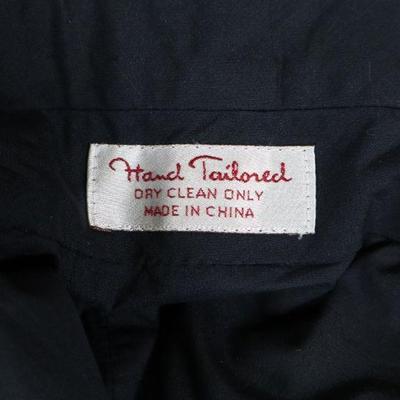 Hand Tailored
DRY CLEAN ONLY
MADE IN CHINA